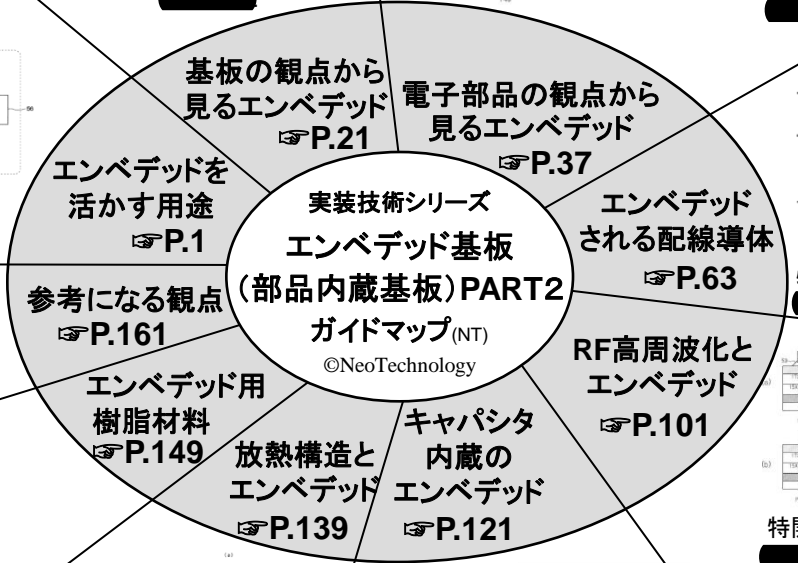 基板の観点から
見るエンベデッド
☞P.21
電子部品の観点から
見るエンベデッド
☞P.37
エンベデッドを
活かす用途
☞P.1
エンベデッド
される配線導体
☞P.63
実装技術シリーズ
エンベデッド基板
(部品内蔵基板)PART2
ガイドマップ(NT)
©NeoTechnology
参考になる観点
☞P.161
RF高周波化と
エンベデッド
☞P.101
エンベデッド用
樹脂材料
☞P.149
キャパシタ
内蔵の
エンベデッド
☞P.121
放熱構造と
エンベデッド
☞P.139
(b)
特開
(a)